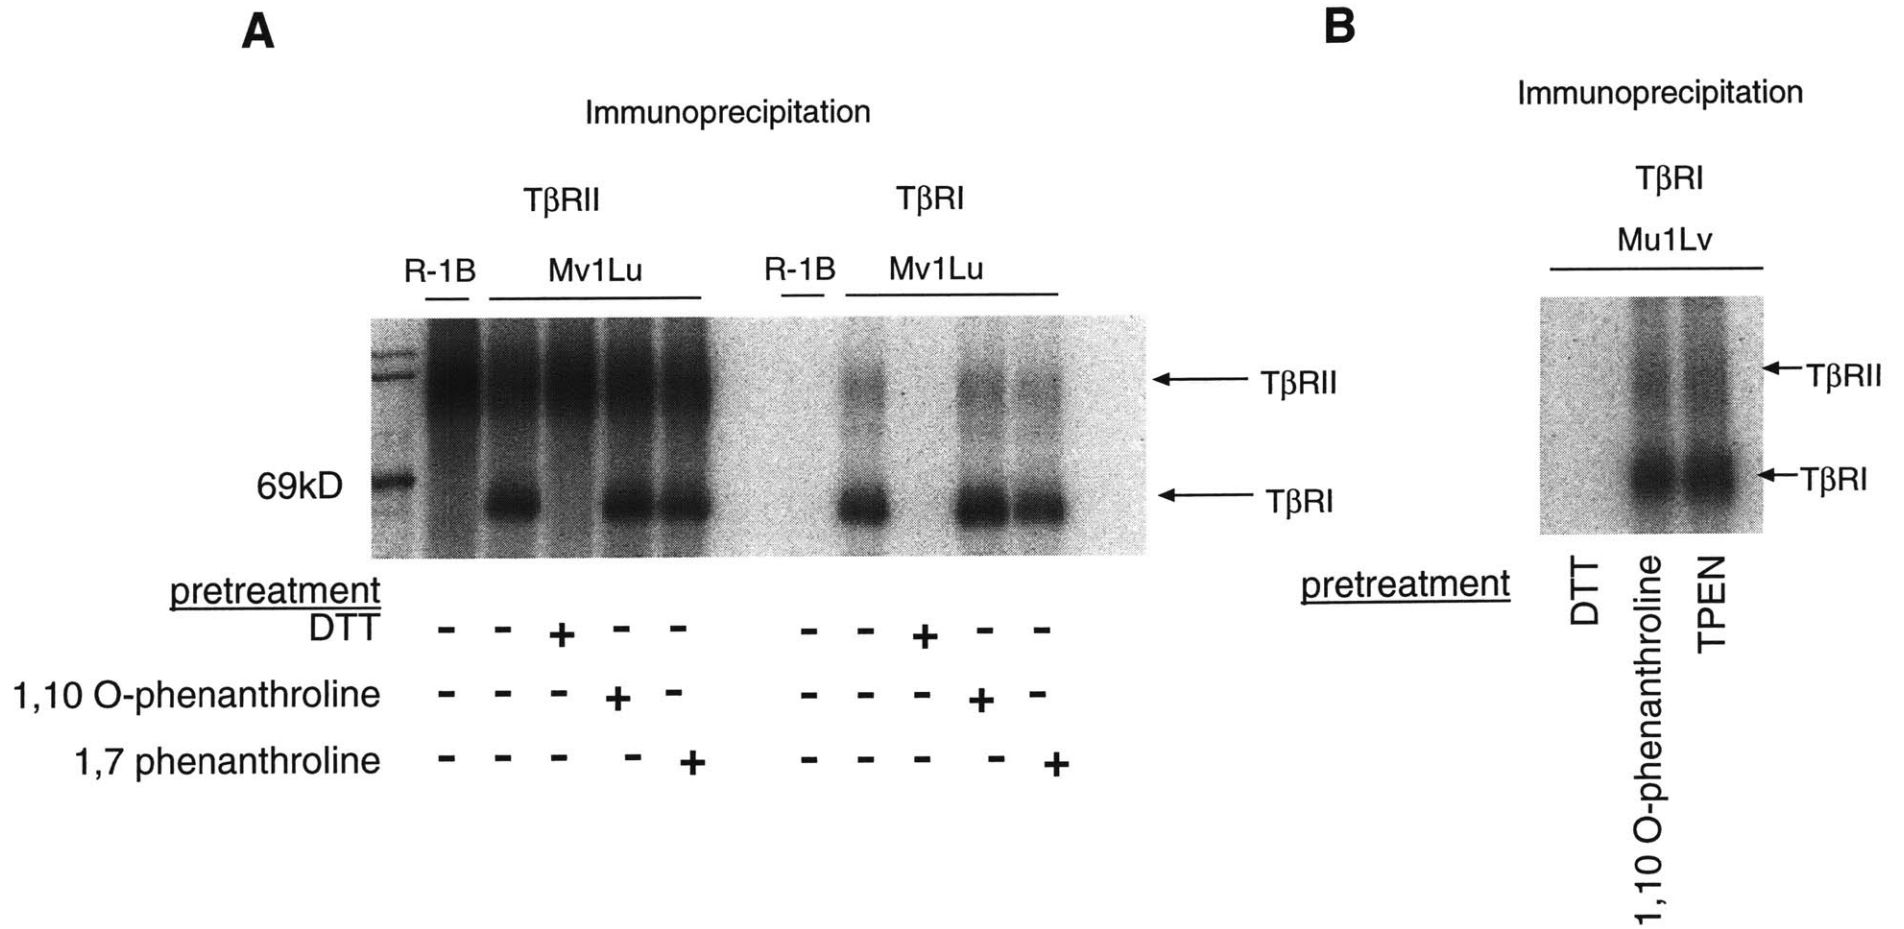 A
Immunoprecipitation
TβRII TβRI
R-1B Mv1Lu R-1B Mv1Lu
TβRII
69kD
TβRI
pretreatment
DTT - - + - - - - + - -
1,10 O-phenanthroline - - - + - - - - + -
1,7 phenanthroline - - - - + - - - - +
B
Immunoprecipitation
TβRI
Mu1Lv
TβRII
TβRI
pretreatment
DTT
1,10 O-phenanthroline
TPEN